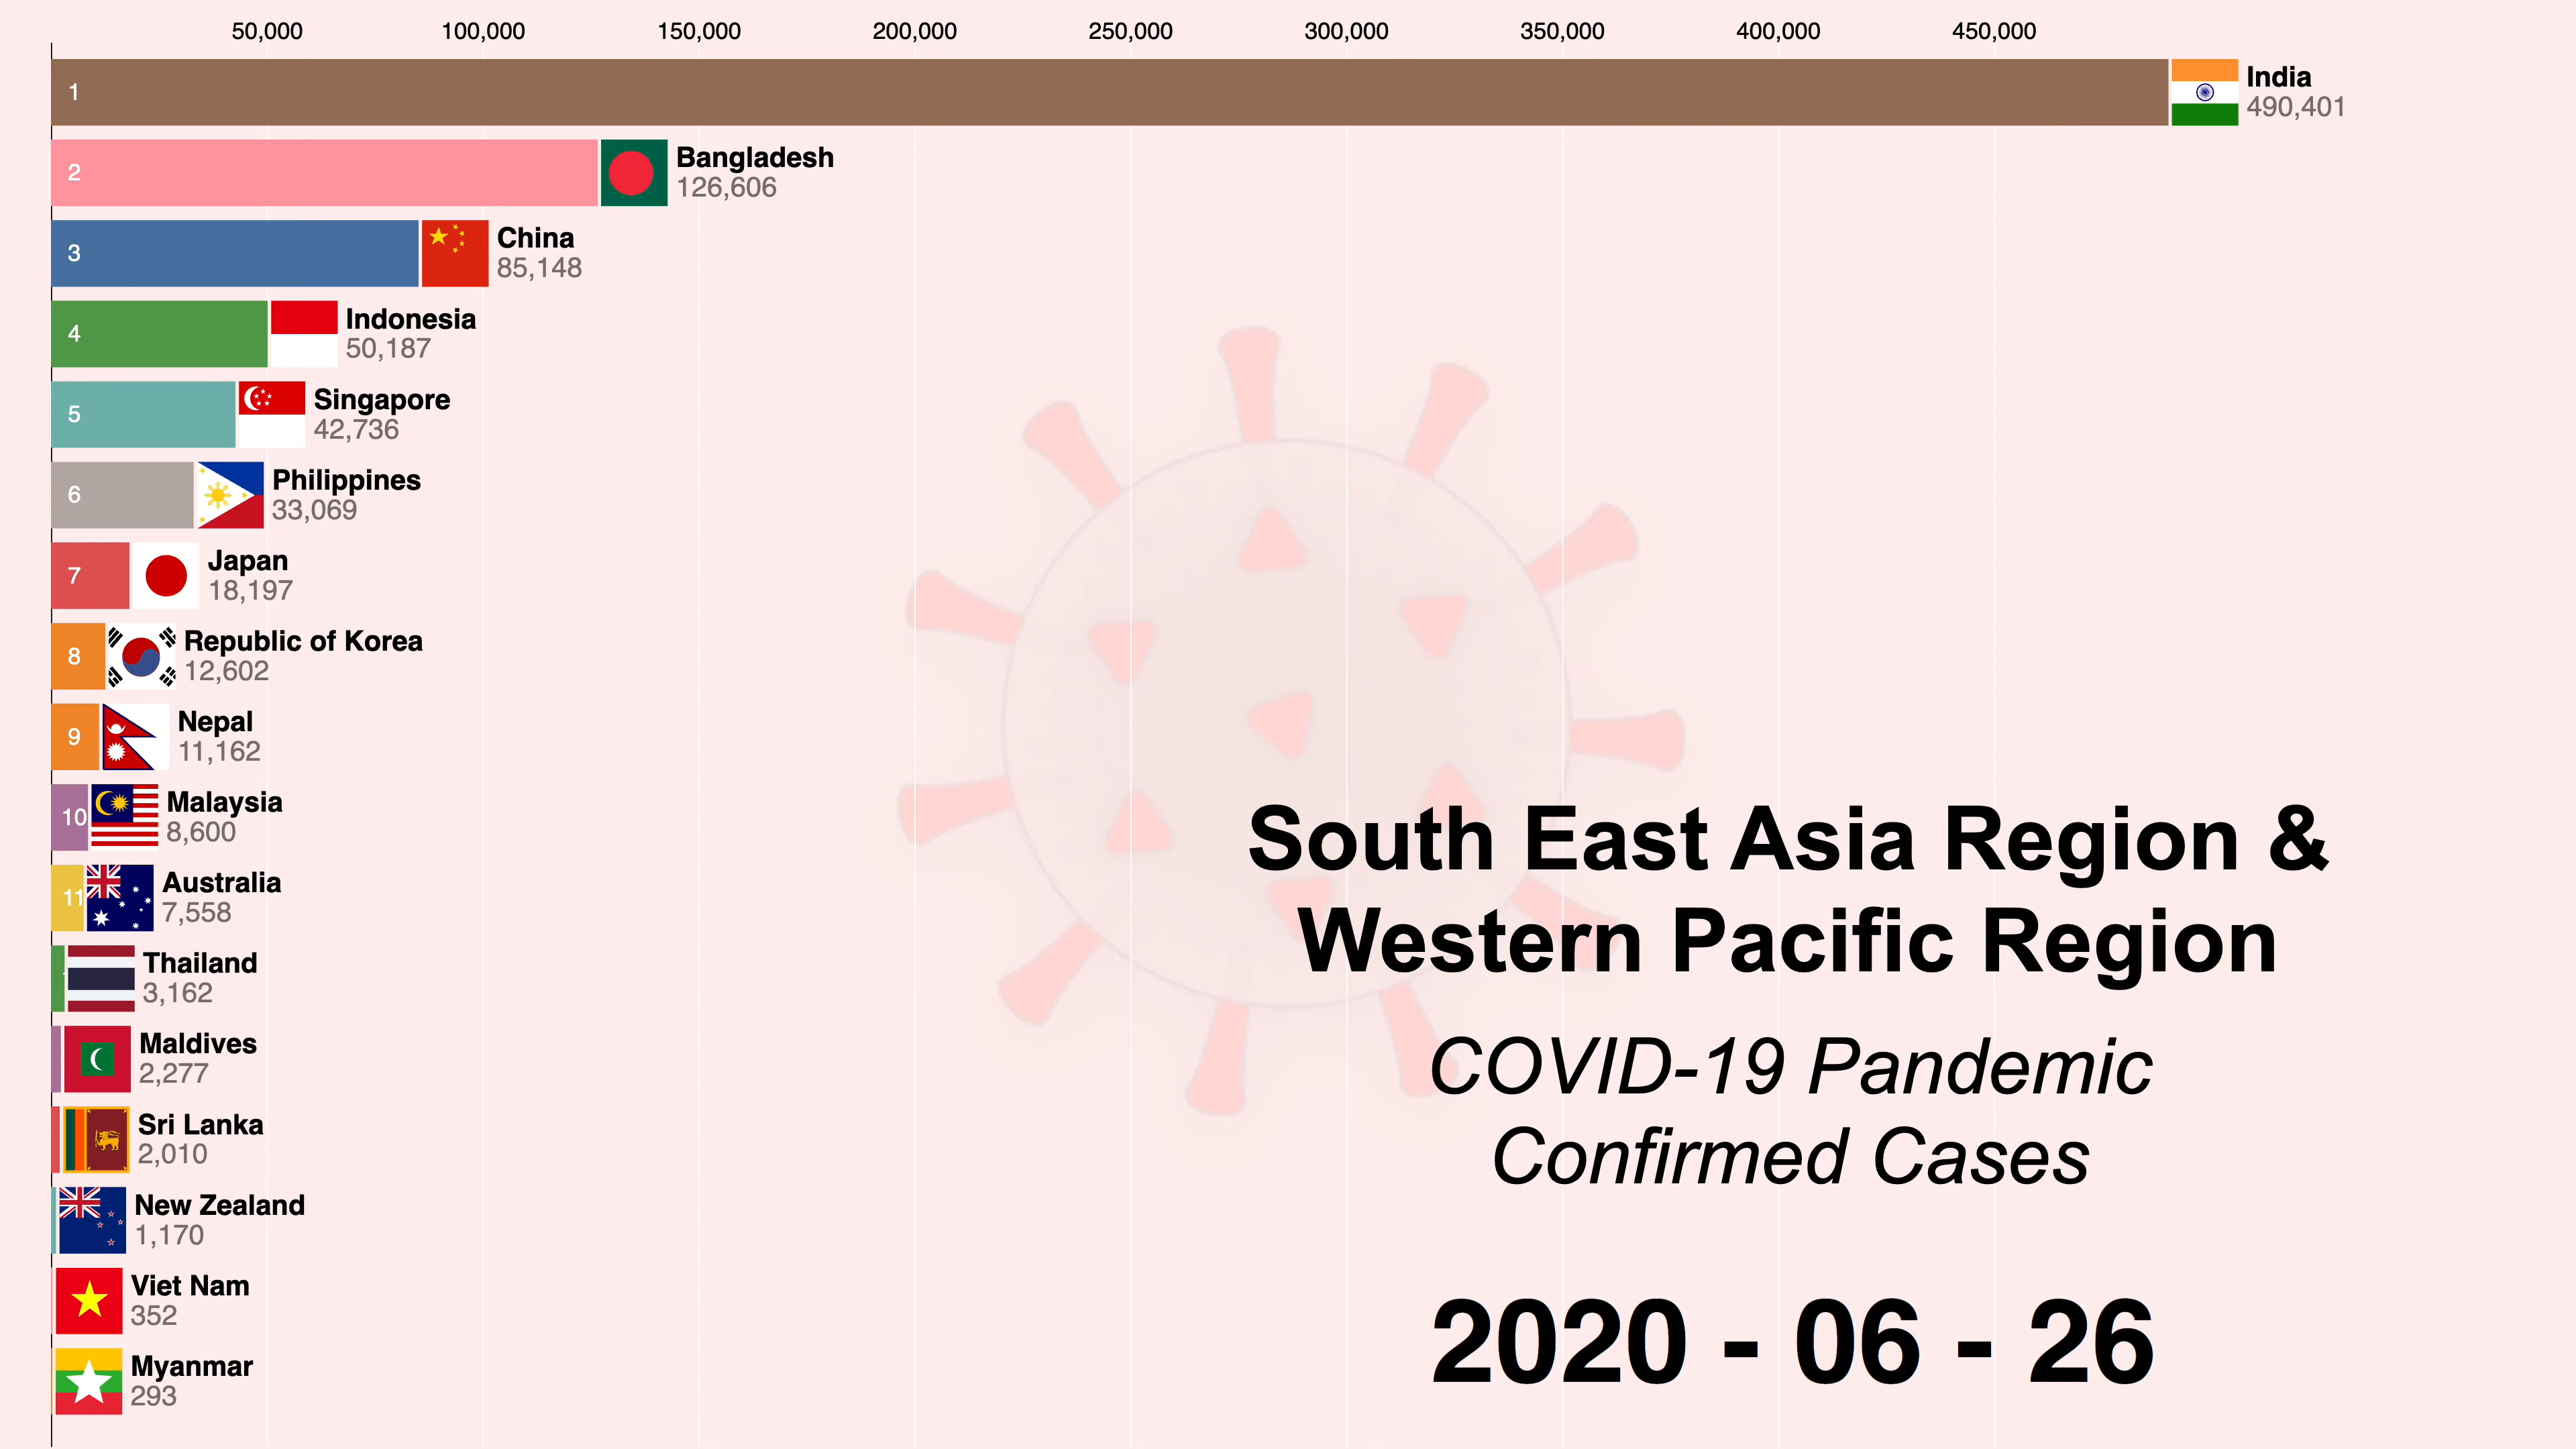 50,000 100,000 150,000 200,000 250,000 300,000 350,000 400,000 450,000
1 India
490,401
2 Bangladesh
126,606
3 China
85,148
4 Indonesia
50,187
5 Singapore
42,736
6 Philippines
33,069
7 Japan
18,197
8 Republic of Korea
12,602
9 Nepal
11,162
10 Malaysia
8,600
11 Australia
7,558
Thailand
3,162
Maldives
2,277
Sri Lanka
2,010
New Zealand
1,170
Viet Nam
352
Myanmar
293
South East Asia Region &
Western Pacific Region
COVID-19 Pandemic
Confirmed Cases
2020 - 06 - 26